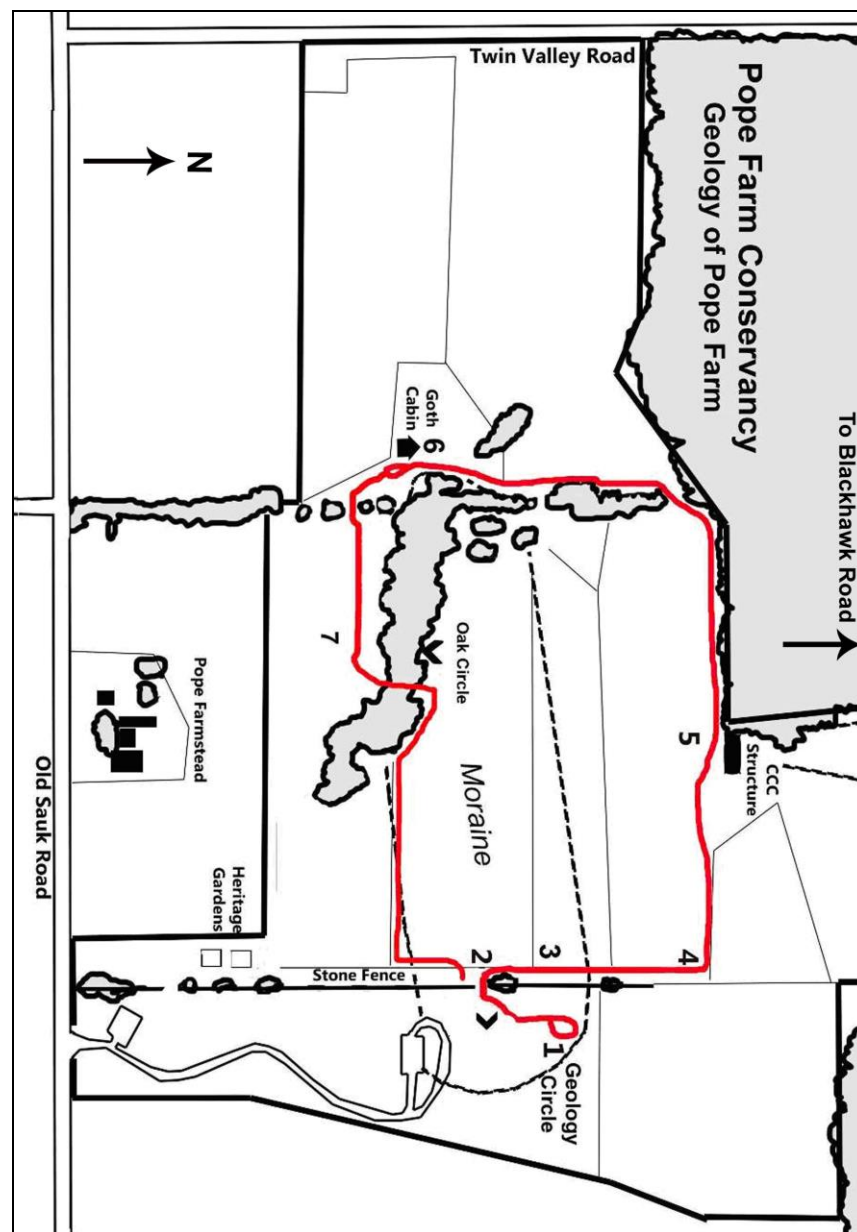 Pope Farm Conservancy
Geology of Pope Farm
Twin Valley Road
N
To Blackhawk Road
6
Goth
Cabin
Oak Circle
7
5
CCC
Structure
Pope Farmstead
Moraine
Old Sauk Road
Heritage
Gardens
Stone Fence
2
3
4
1
Geology
Circle